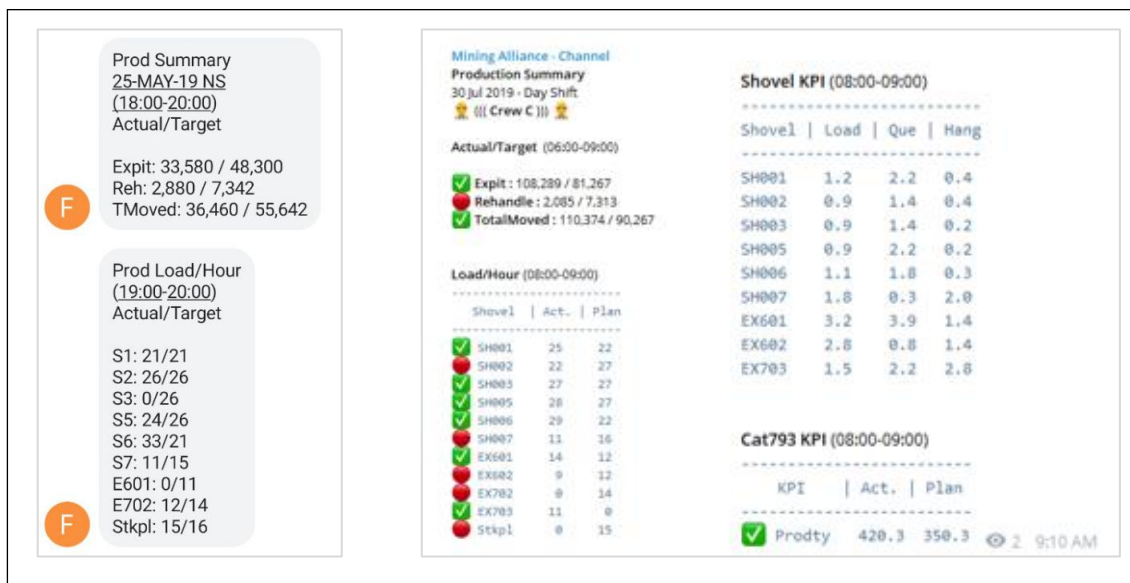 Prod Summary
25-MAY-19 NS
(18:00-20:00)
Actual/Target
Expit: 33,580 / 48,300
Reh: 2,880 / 7,342
TMoved: 36,460 / 55,642
F
Prod Load/Hour
(19:00-20:00)
Actual/Target
S1: 21/21
S2: 26/26
S3: 0/26
S5: 24/26
S6: 33/21
S7: 11/15
E601: 0/11
E702: 12/14
Stkpl: 15/16
F
Mining Alliance - Channel
Production Summary
30 Jul 2019 - Day Shift
((( Crew C )))
Actual/Target (06:00-09:00)
Expit : 108,289 / 81,267
Rehandle : 2,085 / 7,313
TotalMoved : 110,374 / 90,267
Load/Hour (08:00-09:00)
Shovel | Act. | Plan
SH001 25 22
SH002 22 27
SH003 27 27
SH005 28 27
SH006 29 22
SH007 11 16
EX601 14 12
EX602 9 12
EX702 0 14
EX703 11 0
Stkpl 0 15
Shovel KPI (08:00-09:00)
Shovel | Load | Que | Hang
SH001 1.2 2.2 0.4
SH002 0.9 1.4 0.4
SH003 0.9 1.4 0.2
SH005 0.9 2.2 0.2
SH006 1.1 1.8 0.3
SH007 1.8 0.3 2.0
EX601 3.2 3.9 1.4
EX602 2.8 0.8 1.4
EX703 1.5 2.2 2.8
Cat793 KPI (08:00-09:00)
KPI | Act. | Plan
Prodty 420.3 350.3
2 9:10 AM